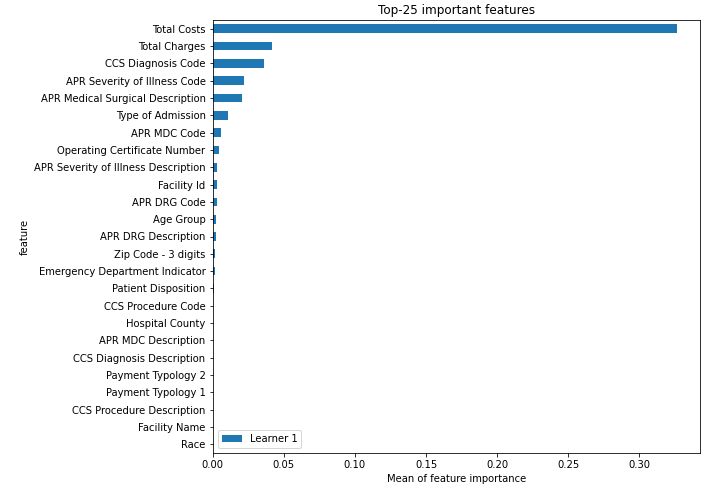 Top-25 important features
Total Costs
Total Charges
CCS Diagnosis Code
APR Severity of Illness Code
APR Medical Surgical Description
Type of Admission
APR MDC Code
Operating Certificate Number
APR Severity of Illness Description
Facility Id
APR DRG Code
Age Group
APR DRG Description
Zip Code - 3 digits
Emergency Department Indicator
Patient Disposition
CCS Procedure Code
Hospital County
APR MDC Description
CCS Diagnosis Description
Payment Typology 2
Payment Typology 1
CCS Procedure Description
Facility Name
Race
feature
Learner 1
0.00 0.05 0.10 0.15 0.20 0.25 0.30
Mean of feature importance